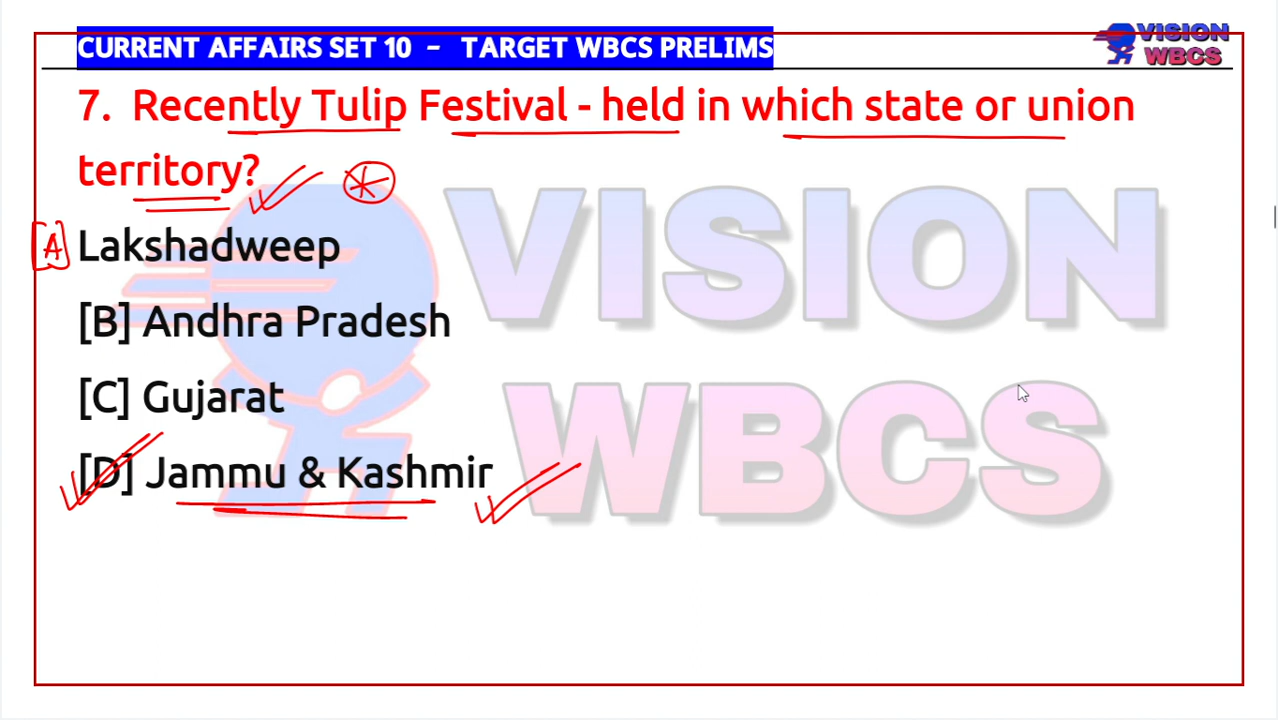 CURRENT AFFAIRS SET 10 - TARGET WBCS PRELIMS
VISION
WBCS
7. Recently Tulip Festival - held in which state or union
territory?
[A] Lakshadweep
[B] Andhra Pradesh
[C] Gujarat
[D] Jammu & Kashmir
VISION
WBCS